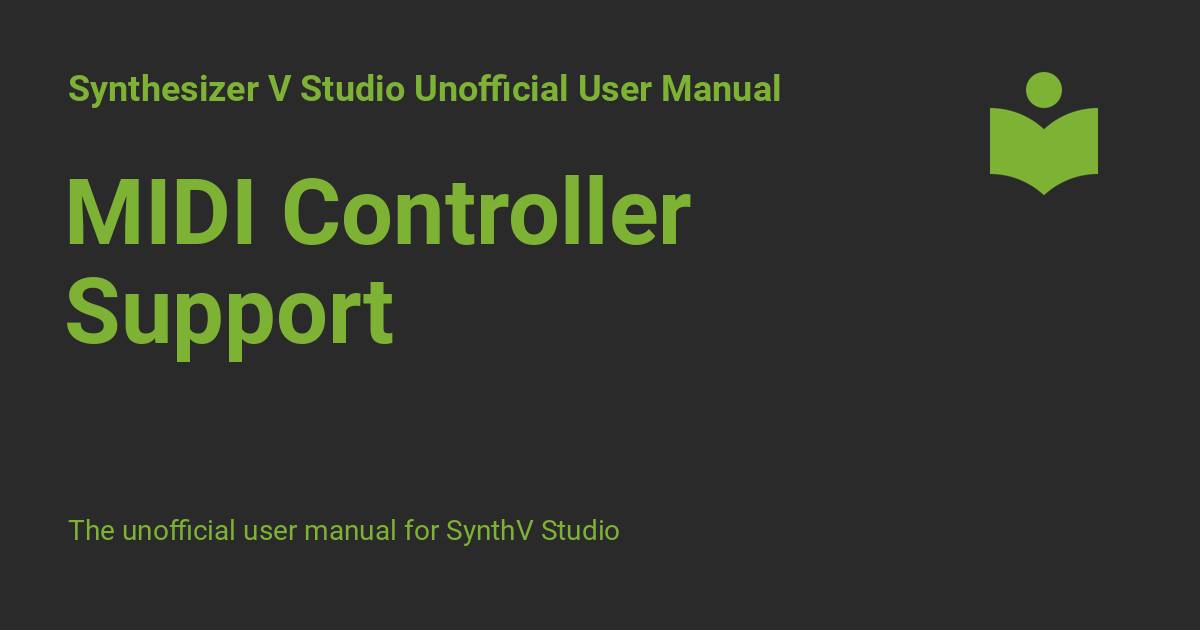 Synthesizer V Studio Unofficial User Manual
MIDI Controller
Support
The unofficial user manual for SynthV Studio